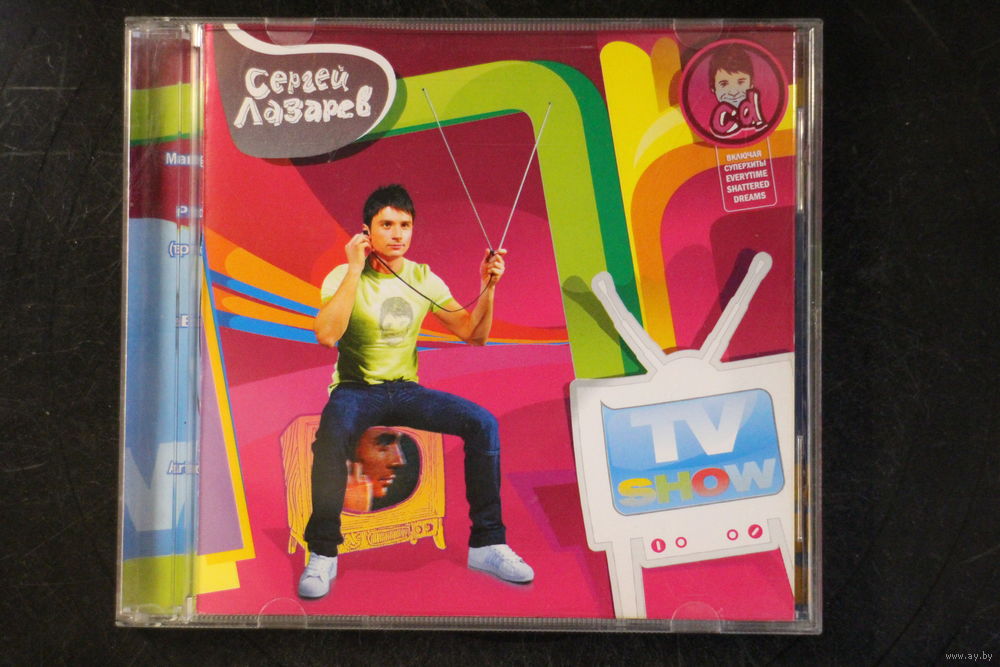 Сергей
Лазарев
cd!
ВКЛЮЧАЯ
СУПЕРХИТЫ
EVERYTIME
SHATTERED
DREAMS
TV
SHOW
www.ay.by